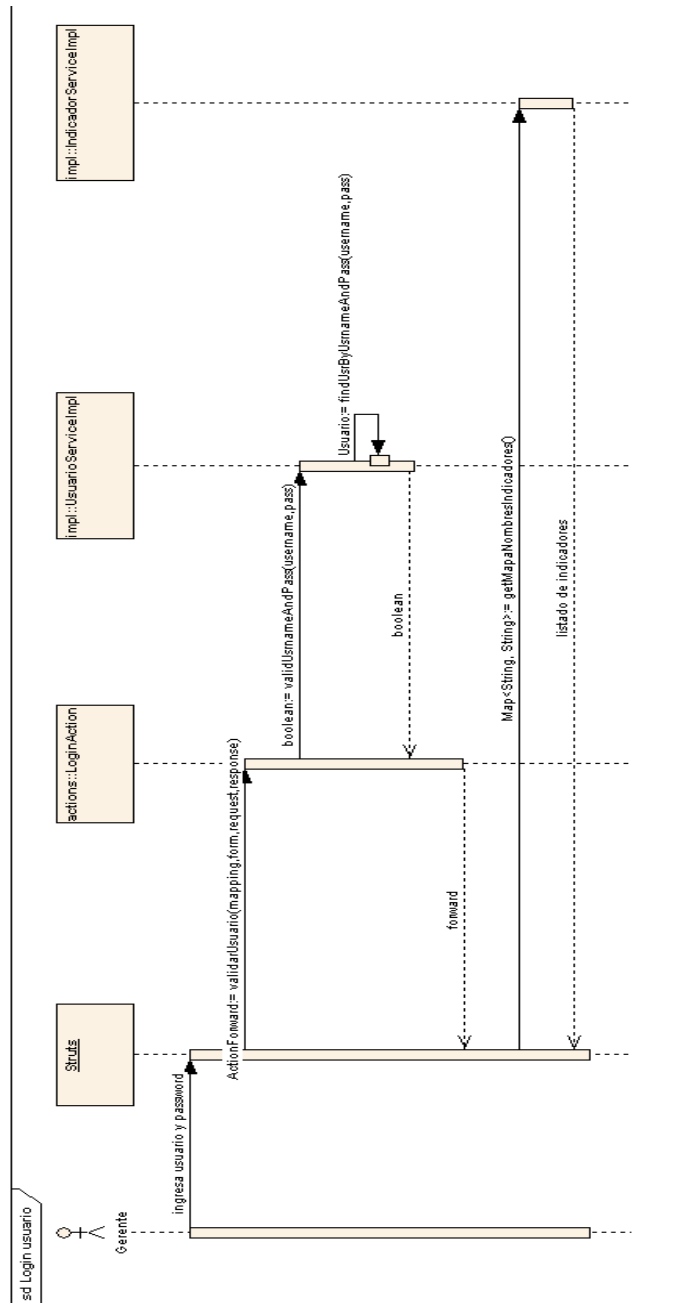 sd Login usuario
Gerente
Struts
actions::LoginAction
impl::UsuarioServiceImpl
impl::IndicadorServiceImpl
ingresa usuario y password
ActionForward:= validarUsuario(mapping,form,request,response)
boolean:= validUsrnameAndPass(username,pass)
Usuario:= findUsrByUsrnameAndPass(username,pass)
boolean
forward
Map<String, String>:= getMapaNombresIndicadores()
listado de indicadores